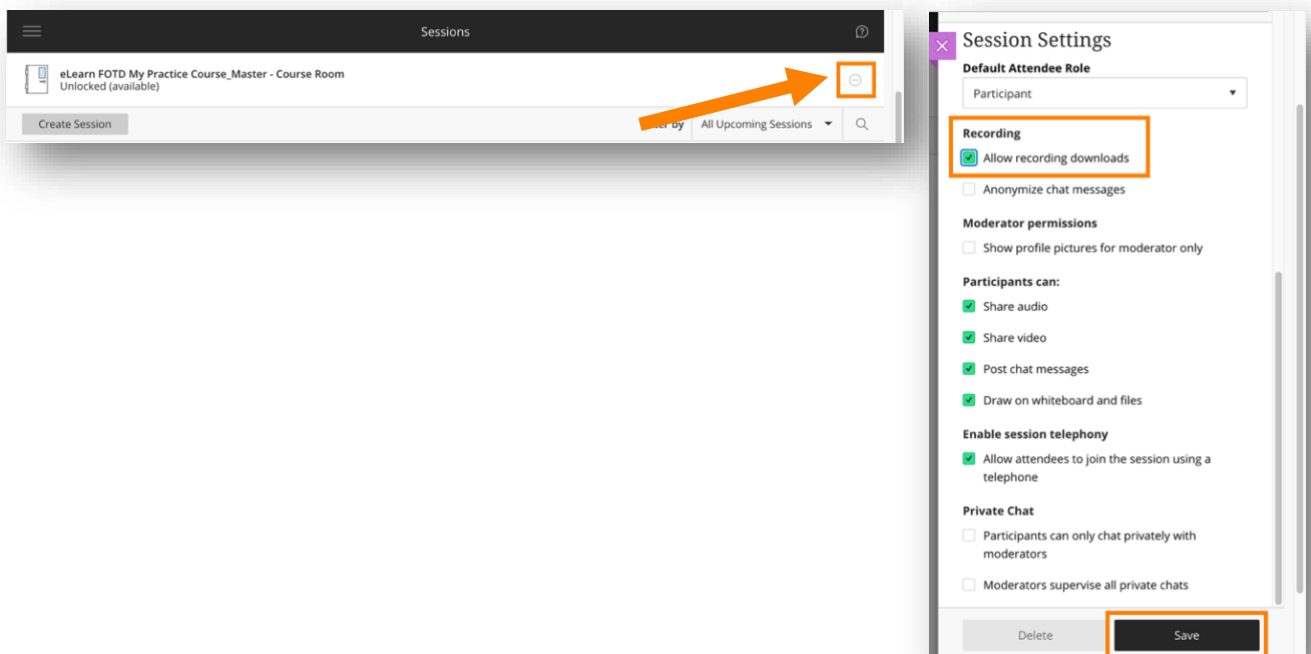 Sessions
eLearn FOTD My Practice Course_Master - Course Room
Unlocked (available)
Create Session
by All Upcoming Sessions
Session Settings
Default Attendee Role
Participant
Recording
Allow recording downloads
Anonymize chat messages
Moderator permissions
Show profile pictures for moderator only
Participants can:
Share audio
Share video
Post chat messages
Draw on whiteboard and files
Enable session telephony
Allow attendees to join the session using a
telephone
Private Chat
Participants can only chat privately with
moderators
Moderators supervise all private chats
Delete
Save